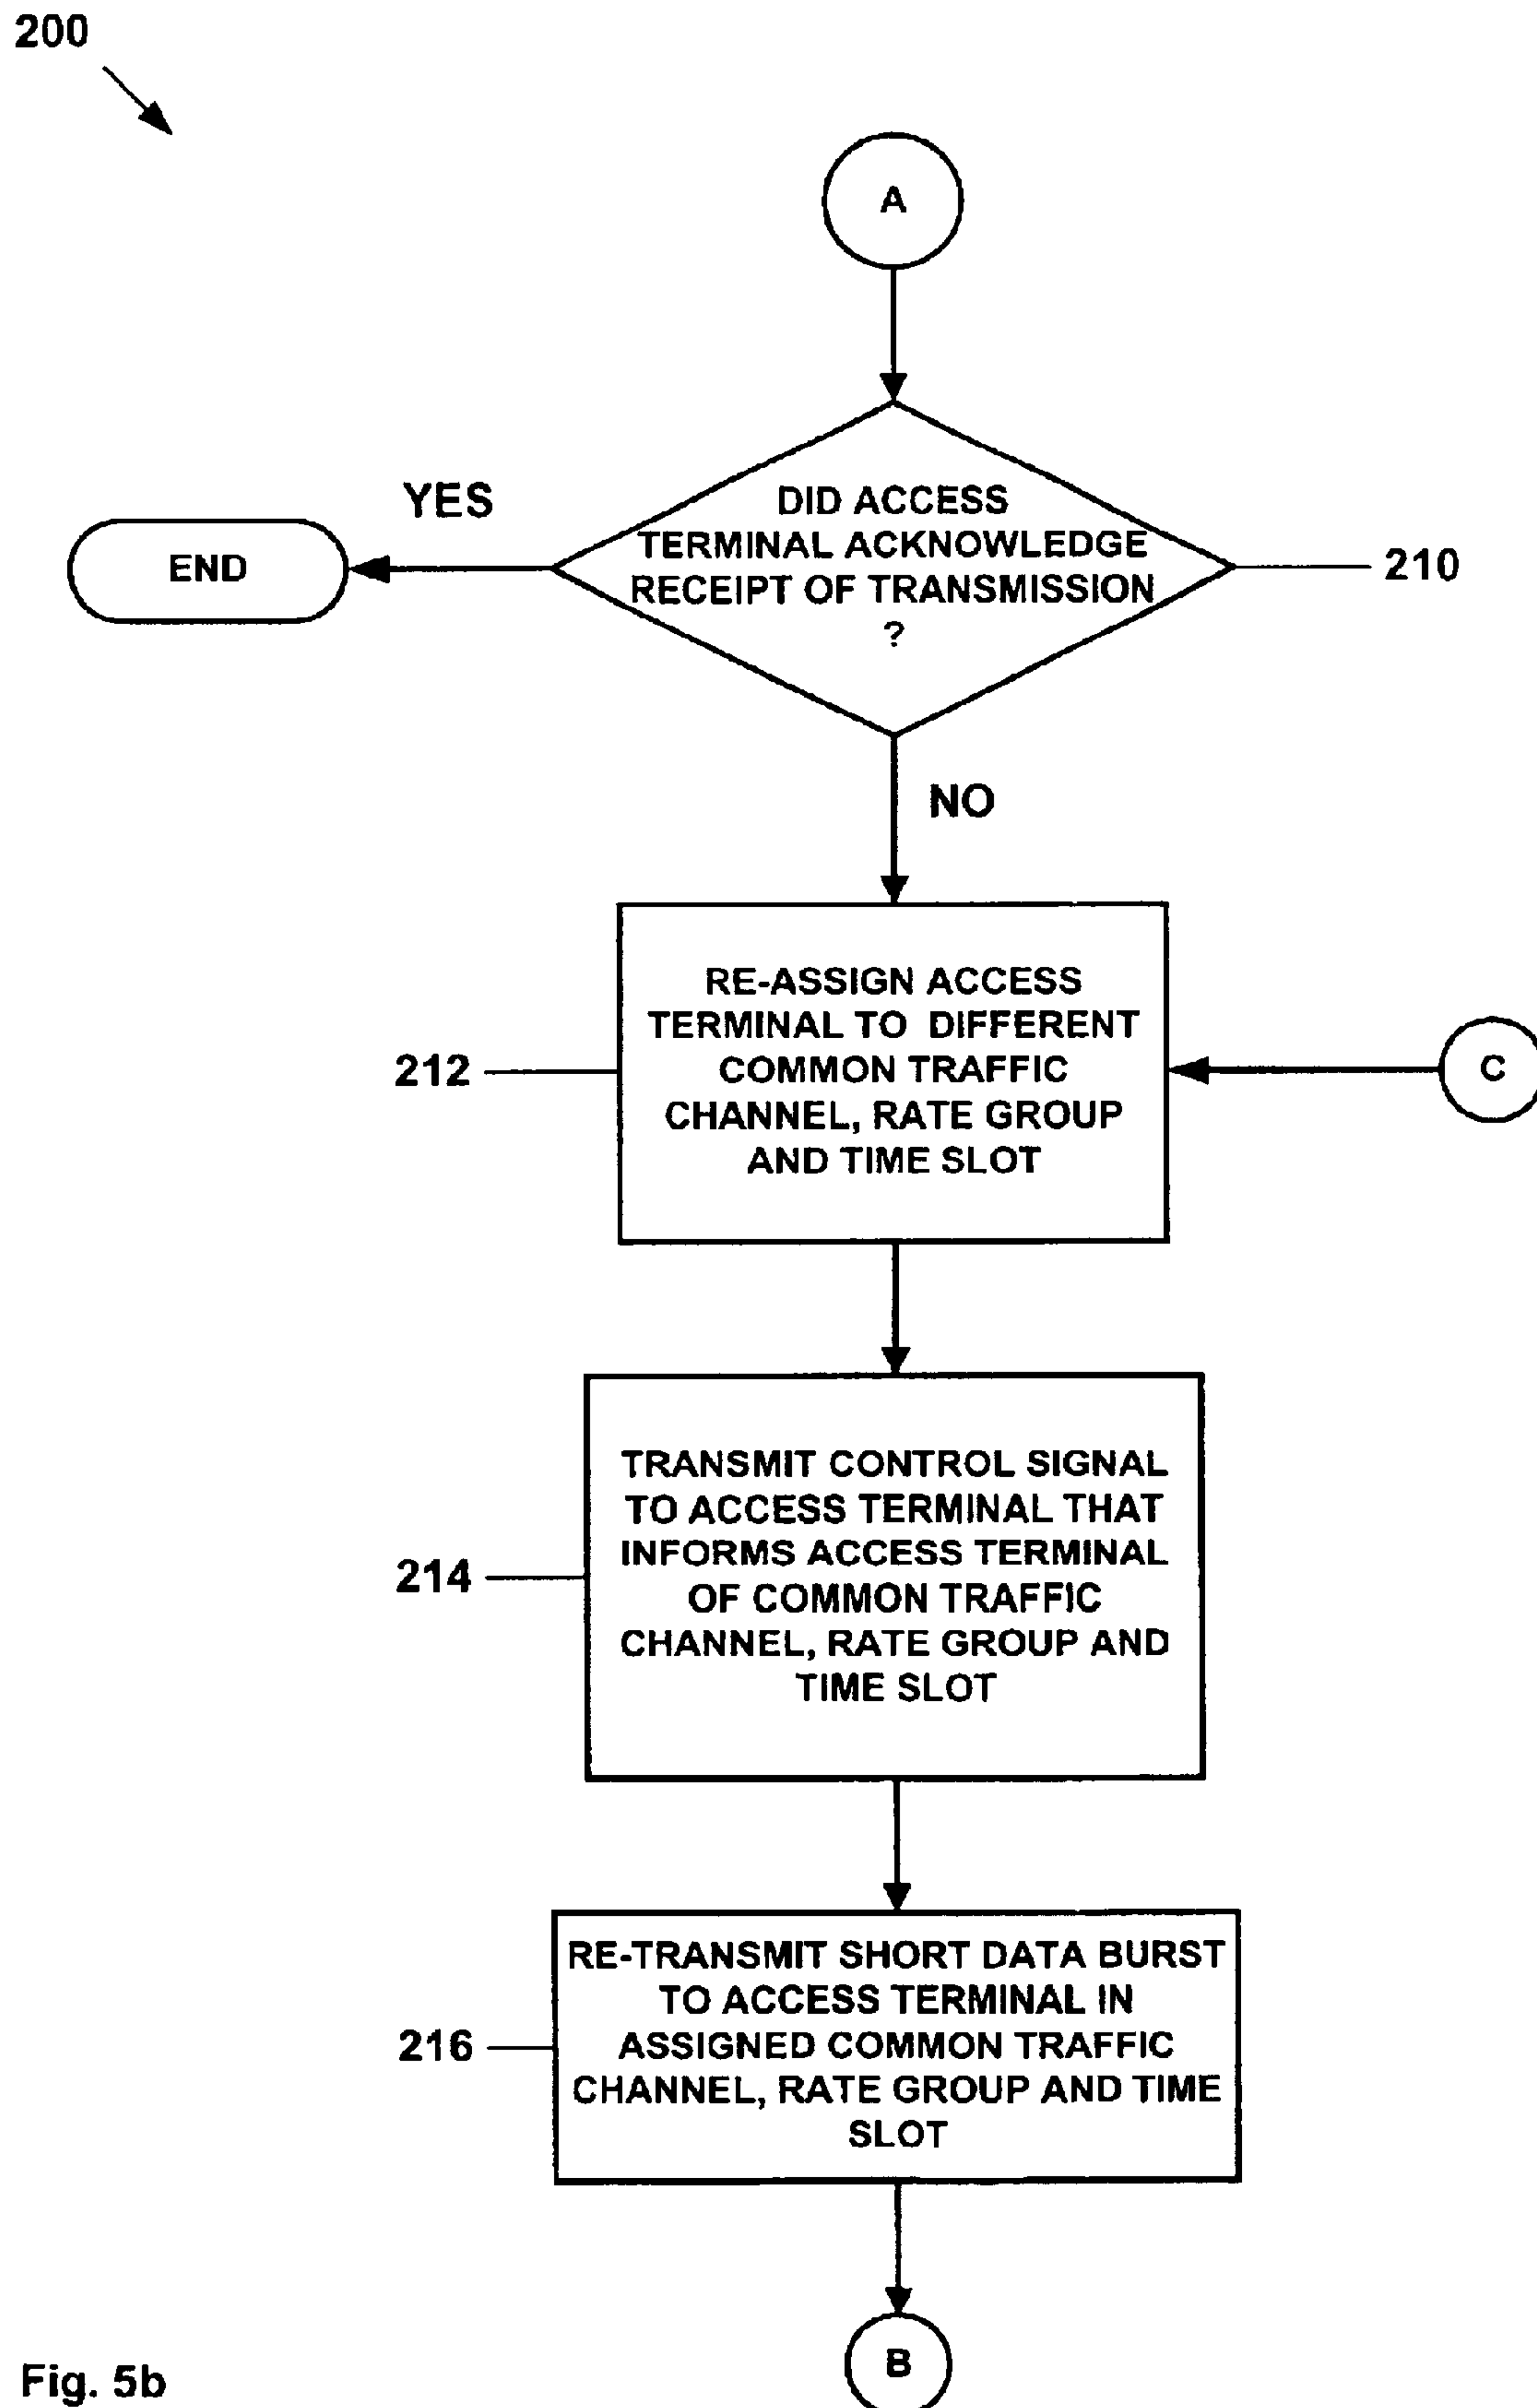 200
A
DID ACCESS
TERMINAL ACKNOWLEDGE
RECEIPT OF TRANSMISSION
?
YES
END
210
NO
RE-ASSIGN ACCESS
TERMINAL TO DIFFERENT
COMMON TRAFFIC
CHANNEL, RATE GROUP
AND TIME SLOT
212
C
TRANSMIT CONTROL SIGNAL
TO ACCESS TERMINAL THAT
INFORMS ACCESS TERMINAL
OF COMMON TRAFFIC
CHANNEL, RATE GROUP AND
TIME SLOT
214
RE-TRANSMIT SHORT DATA BURST
TO ACCESS TERMINAL IN
ASSIGNED COMMON TRAFFIC
CHANNEL, RATE GROUP AND TIME
SLOT
216
B
Fig. 5b